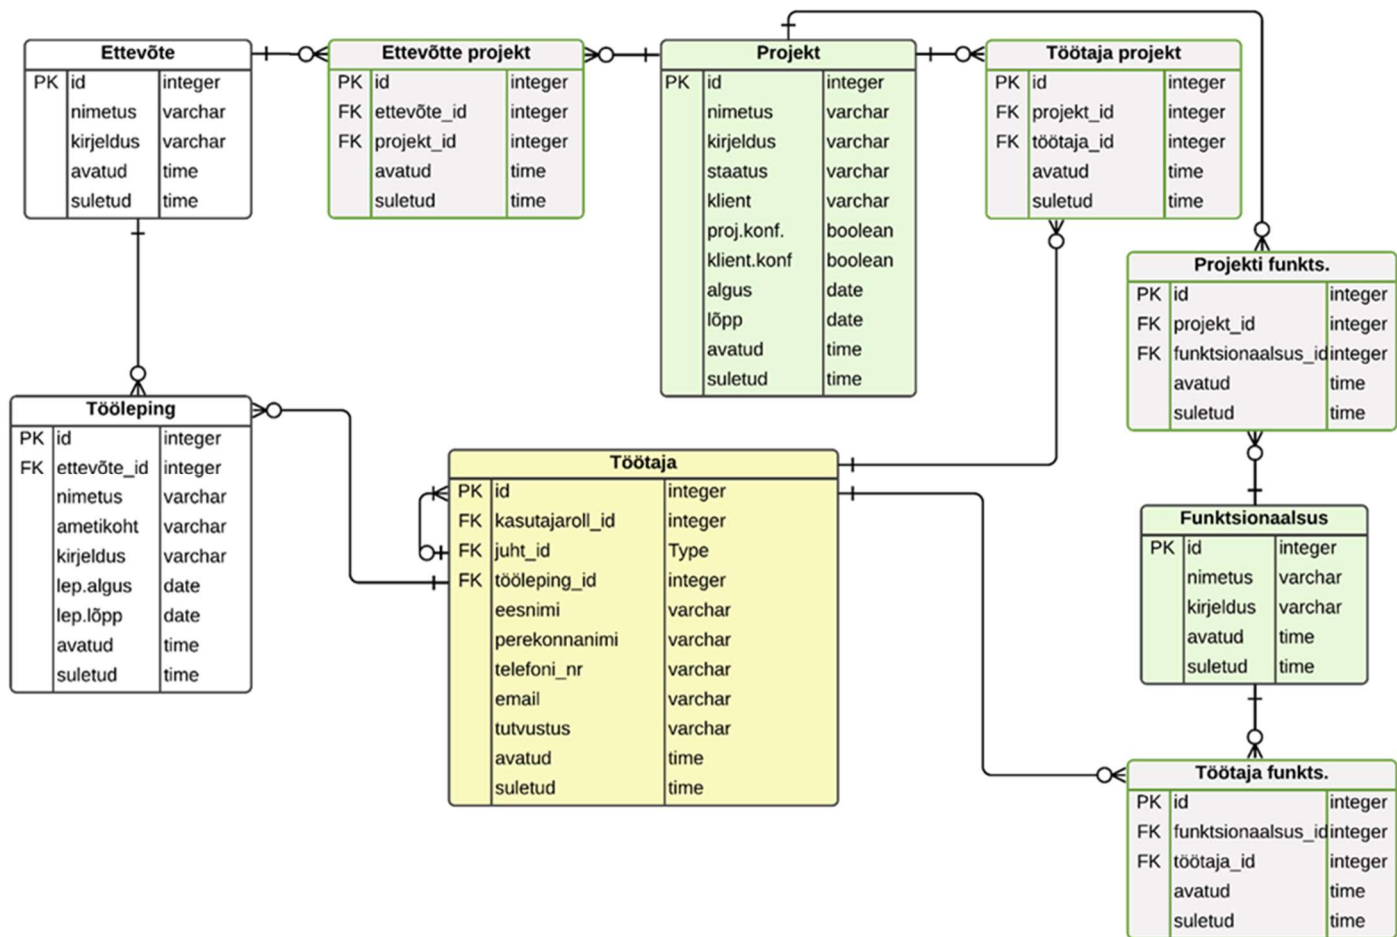 Ettevõte
PK id integer
nimetus varchar
kirjeldus varchar
avatud time
suletud time
Ettevõtte projekt
PK id integer
FK ettevõte_id integer
FK projekt_id integer
avatud time
suletud time
Projekt
PK id integer
nimetus varchar
kirjeldus varchar
staatus varchar
klient varchar
proj.konf. boolean
klient.konf boolean
algus date
lõpp date
avatud time
suletud time
Töötaja projekt
PK id integer
FK projekt_id integer
FK töötaja_id integer
avatud time
suletud time
Projekti funkts.
PK id integer
FK projekt_id integer
FK funktsionaalsus_id integer
avatud time
suletud time
Tööleping
PK id integer
FK ettevõte_id integer
nimetus varchar
ametikoht varchar
kirjeldus varchar
lep.algus date
lep.lõpp date
avatud time
suletud time
Töötaja
PK id integer
FK kasutajaroll_id integer
FK juht_id Type
FK tööleping_id integer
eesnimi varchar
perekonnanimi varchar
telefoni_nr varchar
email varchar
tutvustus varchar
avatud time
suletud time
Funktsionaalsus
PK id integer
nimetus varchar
kirjeldus varchar
avatud time
suletud time
Töötaja funkts.
PK id integer
FK funktsionaalsus_id integer
FK töötaja_id integer
avatud time
suletud time